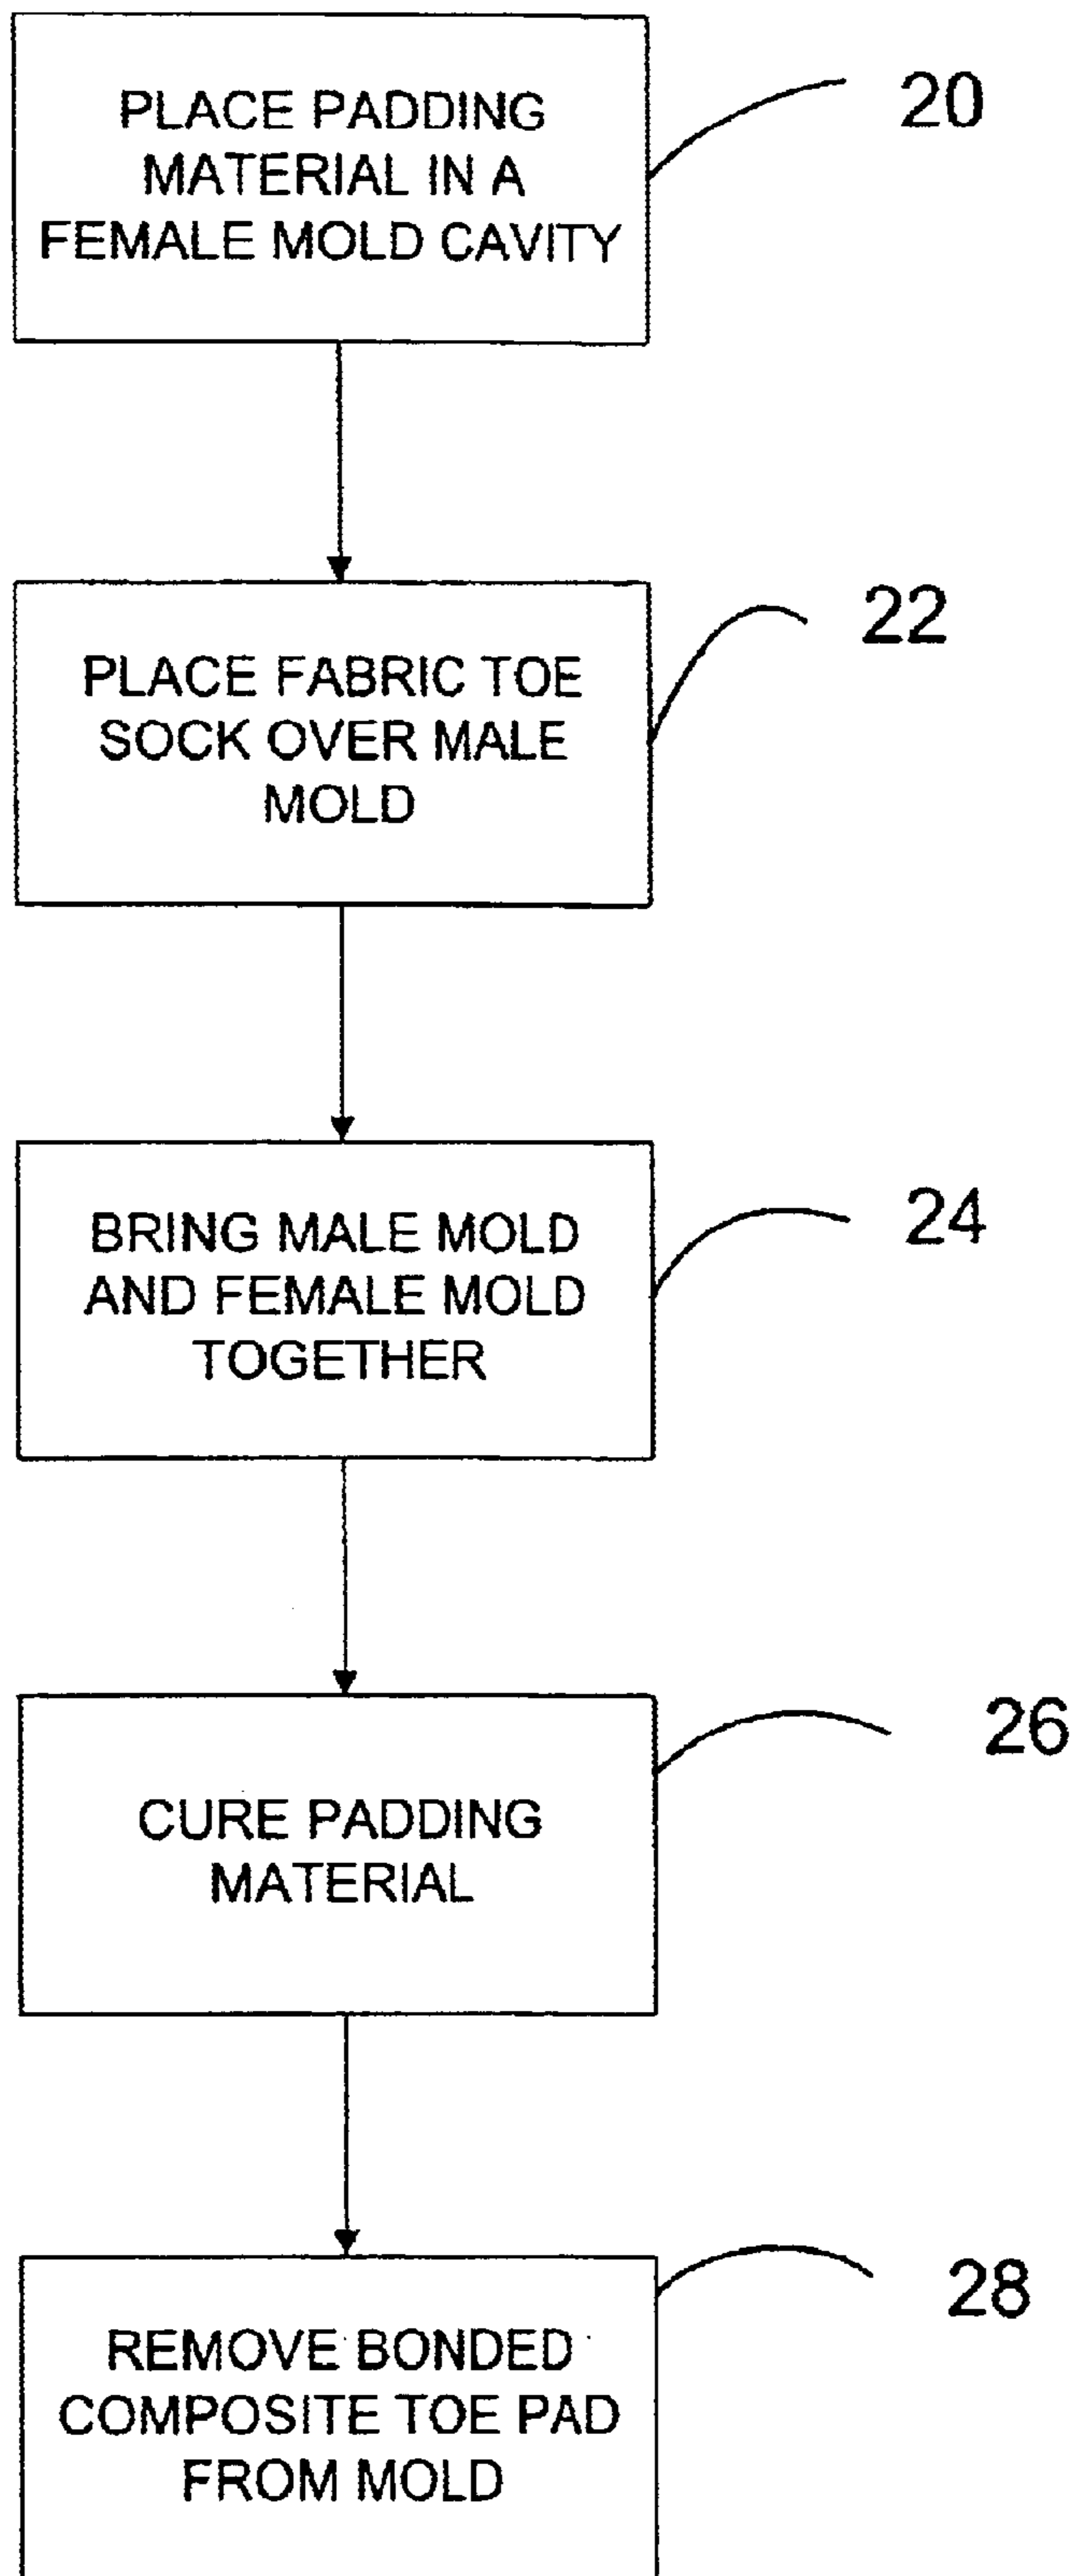 PLACE PADDING
MATERIAL IN A
FEMALE MOLD CAVITY
20
PLACE FABRIC TOE
SOCK OVER MALE
MOLD
22
BRING MALE MOLD
AND FEMALE MOLD
TOGETHER
24
CURE PADDING
MATERIAL
26
REMOVE BONDED
COMPOSITE TOE PAD
FROM MOLD
28